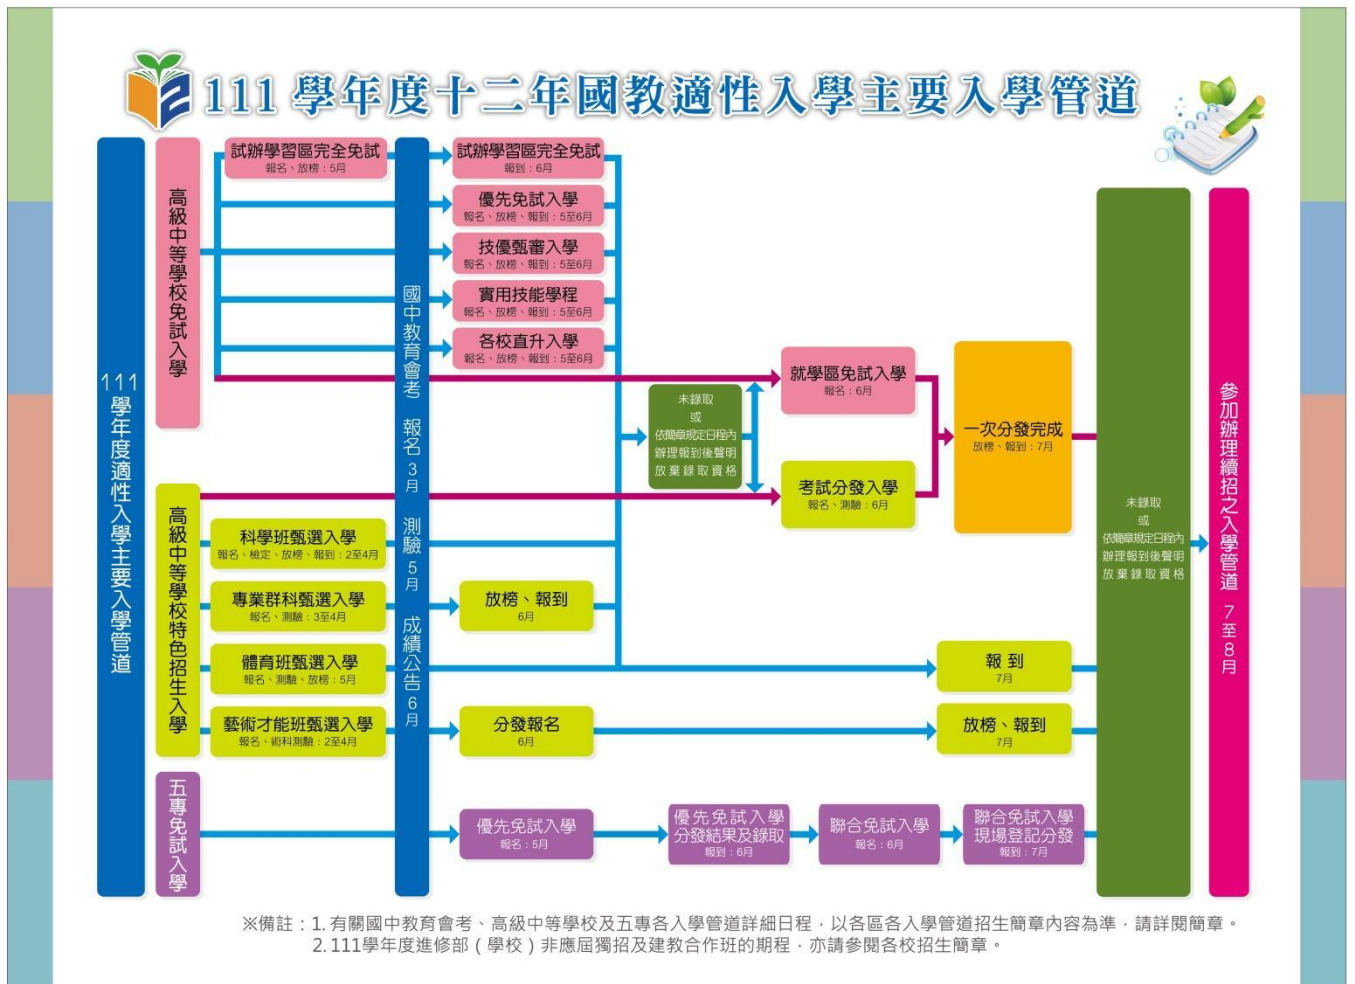 111 學年度十二年國教適性入學主要入學管道
111學年度適性入學主要入學管道
高級中等學校免試入學
試辦學習區完全免試
報名、放榜：5月
國中教育會考 報名3月 測驗5月 成績公告6月
試辦學習區完全免試
報到：6月
優先免試入學
報名、放榜、報到：5至6月
技優甄審入學
報名、放榜、報到：5至6月
實用技能學程
報名、放榜、報到：5至6月
各校直升入學
報名、放榜、報到：5至6月
未錄取
或
依簡章規定日程內
辦理報到後聲明
放棄錄取資格
就學區免試入學
報名：6月
一次分發完成
放榜、報到：7月
高級中等學校特色招生入學
考試分發入學
報名、測驗：6月
科學班甄選入學
報名、檢定、放榜、報到：2至4月
專業群科甄選入學
報名、測驗：3至4月
放榜、報到
6月
體育班甄選入學
報名、測驗、放榜：5月
報 到
7月
藝術才能班甄選入學
報名、術科測驗：2至4月
分發報名
6月
放榜、報到
7月
五專免試入學
優先免試入學
報名：5月
優先免試入學
分發結果及錄取
報到：6月
聯合免試入學
報名：6月
聯合免試入學
現場登記分發
報到：7月
未錄取
或
依簡章規定日程內
辦理報到後聲明
放棄錄取資格
參加辦理續招之入學管道 7至8月
※備註：1. 有關國中教育會考、高級中等學校及五專各入學管道詳細日程，以各區各入學管道招生簡章內容為準，請詳閱簡章。
2. 111學年度進修部（學校）非應屆獨招及建教合作班的期程，亦請參閱各校招生簡章。